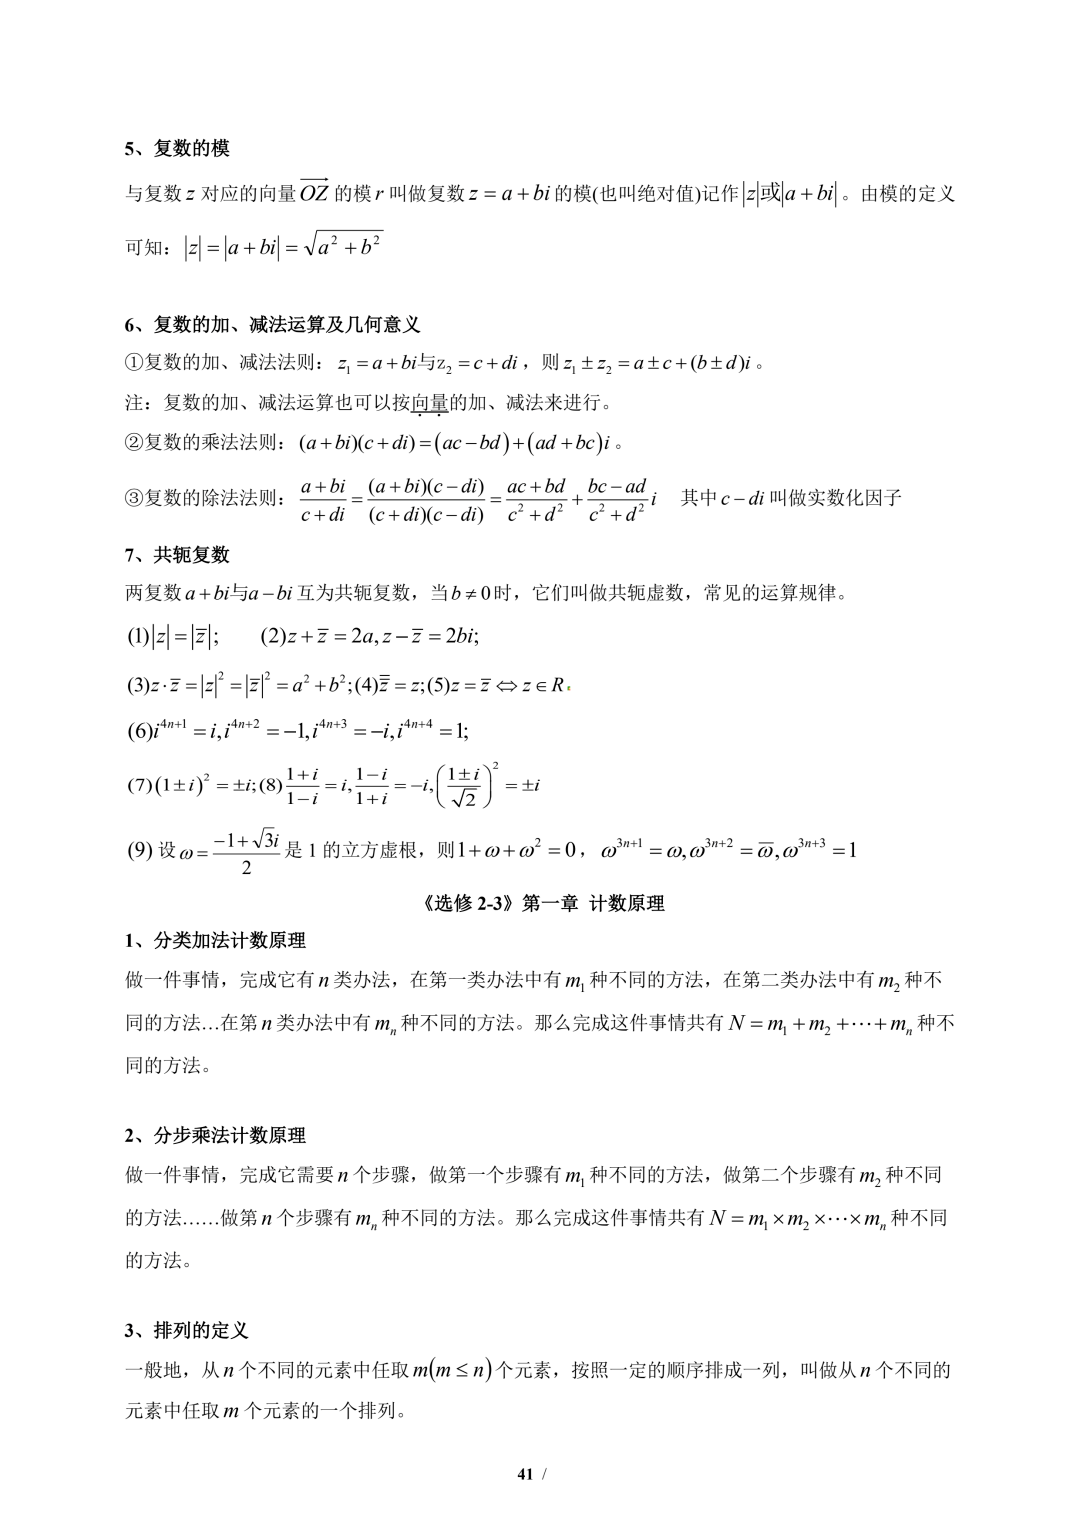 5、复数的模
与复数 z 对应的向量 $\overrightarrow{OZ}$ 的模 r 叫做复数 z = a + bi 的模(也叫绝对值)记作 |z|或|a + bi|。由模的定义
可知：$|z| = |a + bi| = \sqrt{a^2 + b^2}$
6、复数的加、减法运算及几何意义
①复数的加、减法法则：$z_1 = a + bi$与$z_2 = c + di$，则 $z_1 \pm z_2 = a \pm c + (b \pm d)i$。
注：复数的加、减法运算也可以按向量的加、减法来进行。
②复数的乘法法则：$(a + bi)(c + di) = (ac - bd) + (ad + bc)i$。
③复数的除法法则：$\frac{a + bi}{c + di} = \frac{(a + bi)(c - di)}{(c + di)(c - di)} = \frac{ac + bd}{c^2 + d^2} + \frac{bc - ad}{c^2 + d^2}i$ 其中 c − di 叫做实数化因子
7、共轭复数
两复数 a + bi与a − bi 互为共轭复数，当 b ≠ 0时，它们叫做共轭虚数，常见的运算规律。
$(1)|z| = |\overline{z}|;$ $(2)z + \overline{z} = 2a, z - \overline{z} = 2bi;$
$(3)z \cdot \overline{z} = |z|^2 = |\overline{z}|^2 = a^2 + b^2;(4)\overline{\overline{z}} = z;(5)z = \overline{z} \Leftrightarrow z \in R$
$(6)i^{4n+1} = i, i^{4n+2} = -1, i^{4n+3} = -i, i^{4n+4} = 1;$
$(7)(1 \pm i)^2 = \pm i;(8)\frac{1+i}{1-i} = i, \frac{1-i}{1+i} = -i, \left(\frac{1 \pm i}{\sqrt{2}}\right)^2 = \pm i$
(9) 设 $\omega = \frac{-1 + \sqrt{3}i}{2}$ 是 1 的立方虚根，则$1 + \omega + \omega^2 = 0$，$\omega^{3n+1} = \omega, \omega^{3n+2} = \overline{\omega}, \omega^{3n+3} = 1$
《选修 2-3》第一章 计数原理
1、分类加法计数原理
做一件事情，完成它有 n 类办法，在第一类办法中有 $m_1$ 种不同的方法，在第二类办法中有 $m_2$ 种不
同的方法…在第 n 类办法中有 $m_n$ 种不同的方法。那么完成这件事情共有 $N = m_1 + m_2 + \cdots + m_n$ 种不
同的方法。
2、分步乘法计数原理
做一件事情，完成它需要 n 个步骤，做第一个步骤有 $m_1$ 种不同的方法，做第二个步骤有 $m_2$ 种不同
的方法……做第 n 个步骤有 $m_n$ 种不同的方法。那么完成这件事情共有 $N = m_1 \times m_2 \times \cdots \times m_n$ 种不同
的方法。
3、排列的定义
一般地，从 n 个不同的元素中任取 m(m ≤ n) 个元素，按照一定的顺序排成一列，叫做从 n 个不同的
元素中任取 m 个元素的一个排列。
41 /